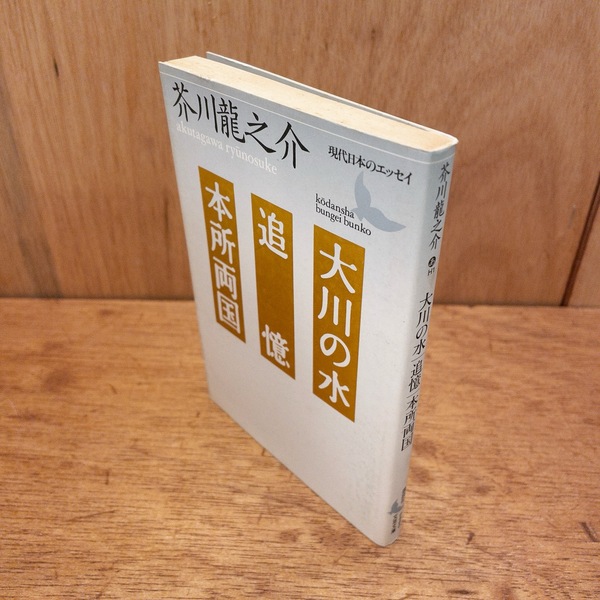 芥川龍之介
akutagawa ryūnosuke
現代日本のエッセイ
kōdansha
bungei bunko
大川の水
追憶
本所両国
芥川龍之介
大川の水 追憶 本所両国